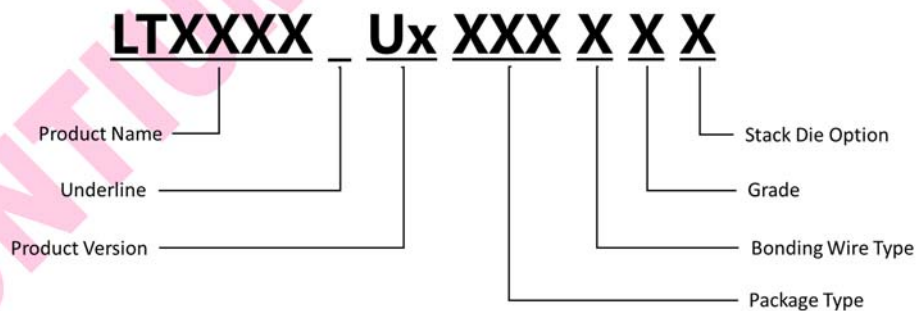 LTXXXX _ Ux XXX X X X
Product Name
Stack Die Option
Underline
Grade
Product Version
Bonding Wire Type
Package Type